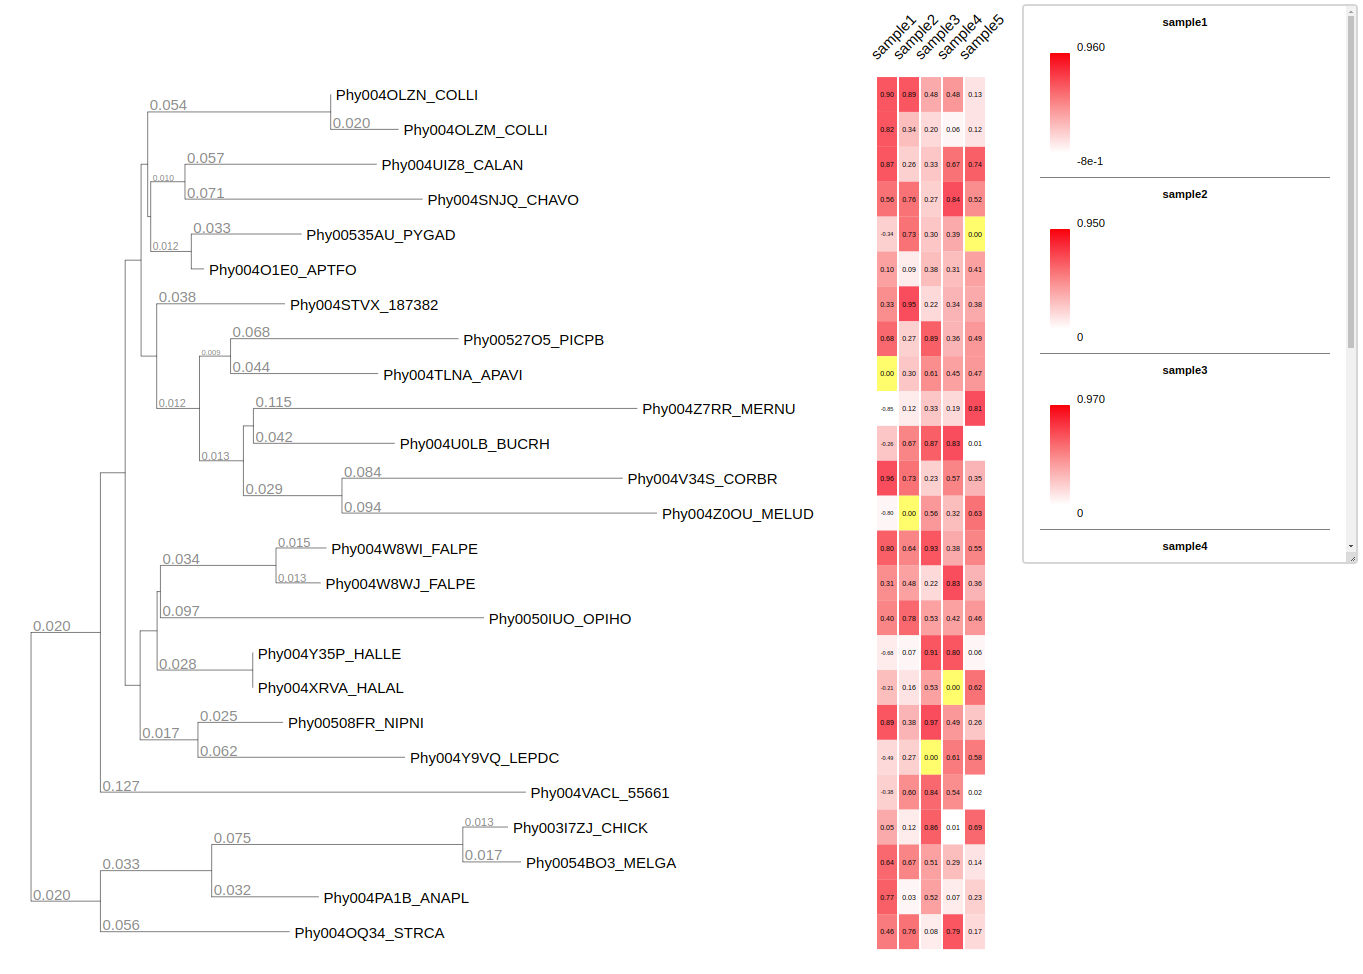 sample1 sample2 sample3 sample4 sample5
0.054 Phy004OLZN_COLLI 0.90 0.89 0.48 0.48 0.13
0.020 Phy004OLZM_COLLI 0.82 0.34 0.20 0.06 0.12
0.057 Phy004UIZ8_CALAN 0.87 0.26 0.33 0.67 0.74
0.010
0.071 Phy004SNJQ_CHAVO 0.56 0.76 0.27 0.84 0.52
0.033 Phy00535AU_PYGAD -0.34 0.73 0.30 0.39 0.00
0.012
Phy004O1E0_APTFO 0.10 0.09 0.38 0.31 0.41
0.038 Phy004STVX_187382 0.33 0.95 0.22 0.34 0.38
0.068 Phy00527O5_PICPB 0.68 0.27 0.89 0.36 0.49
0.009
0.044 Phy004TLNA_APAVI 0.00 0.30 0.61 0.45 0.47
0.012 0.115 Phy004Z7RR_MERNU -0.85 0.12 0.33 0.19 0.81
0.042 Phy004U0LB_BUCRH -0.26 0.67 0.87 0.83 0.01
0.013
0.084 Phy004V34S_CORBR 0.96 0.73 0.23 0.57 0.35
0.029
0.094 Phy004Z0OU_MELUD -0.80 0.00 0.56 0.32 0.63
0.015 Phy004W8WI_FALPE 0.80 0.64 0.93 0.38 0.55
0.034
0.013 Phy004W8WJ_FALPE 0.31 0.48 0.22 0.83 0.36
0.097 Phy0050IUO_OPIHO 0.40 0.78 0.53 0.42 0.46
0.020
Phy004Y35P_HALLE -0.68 0.07 0.91 0.80 0.06
0.028
Phy004XRVA_HALAL -0.21 0.16 0.53 0.00 0.62
0.025 Phy00508FR_NIPNI 0.89 0.38 0.97 0.49 0.26
0.017
0.062 Phy004Y9VQ_LEPDC -0.49 0.27 0.00 0.61 0.58
0.127 Phy004VACL_55661 -0.38 0.60 0.84 0.54 0.02
0.013 Phy003I7ZJ_CHICK 0.05 0.12 0.86 0.01 0.69
0.075
0.017 Phy0054BO3_MELGA 0.64 0.67 0.51 0.29 0.14
0.033
0.032 Phy004PA1B_ANAPL 0.77 0.03 0.52 0.07 0.23
0.020
0.056 Phy004OQ34_STRCA 0.46 0.76 0.08 0.79 0.17
sample1
0.960
-8e-1
sample2
0.950
0
sample3
0.970
0
sample4